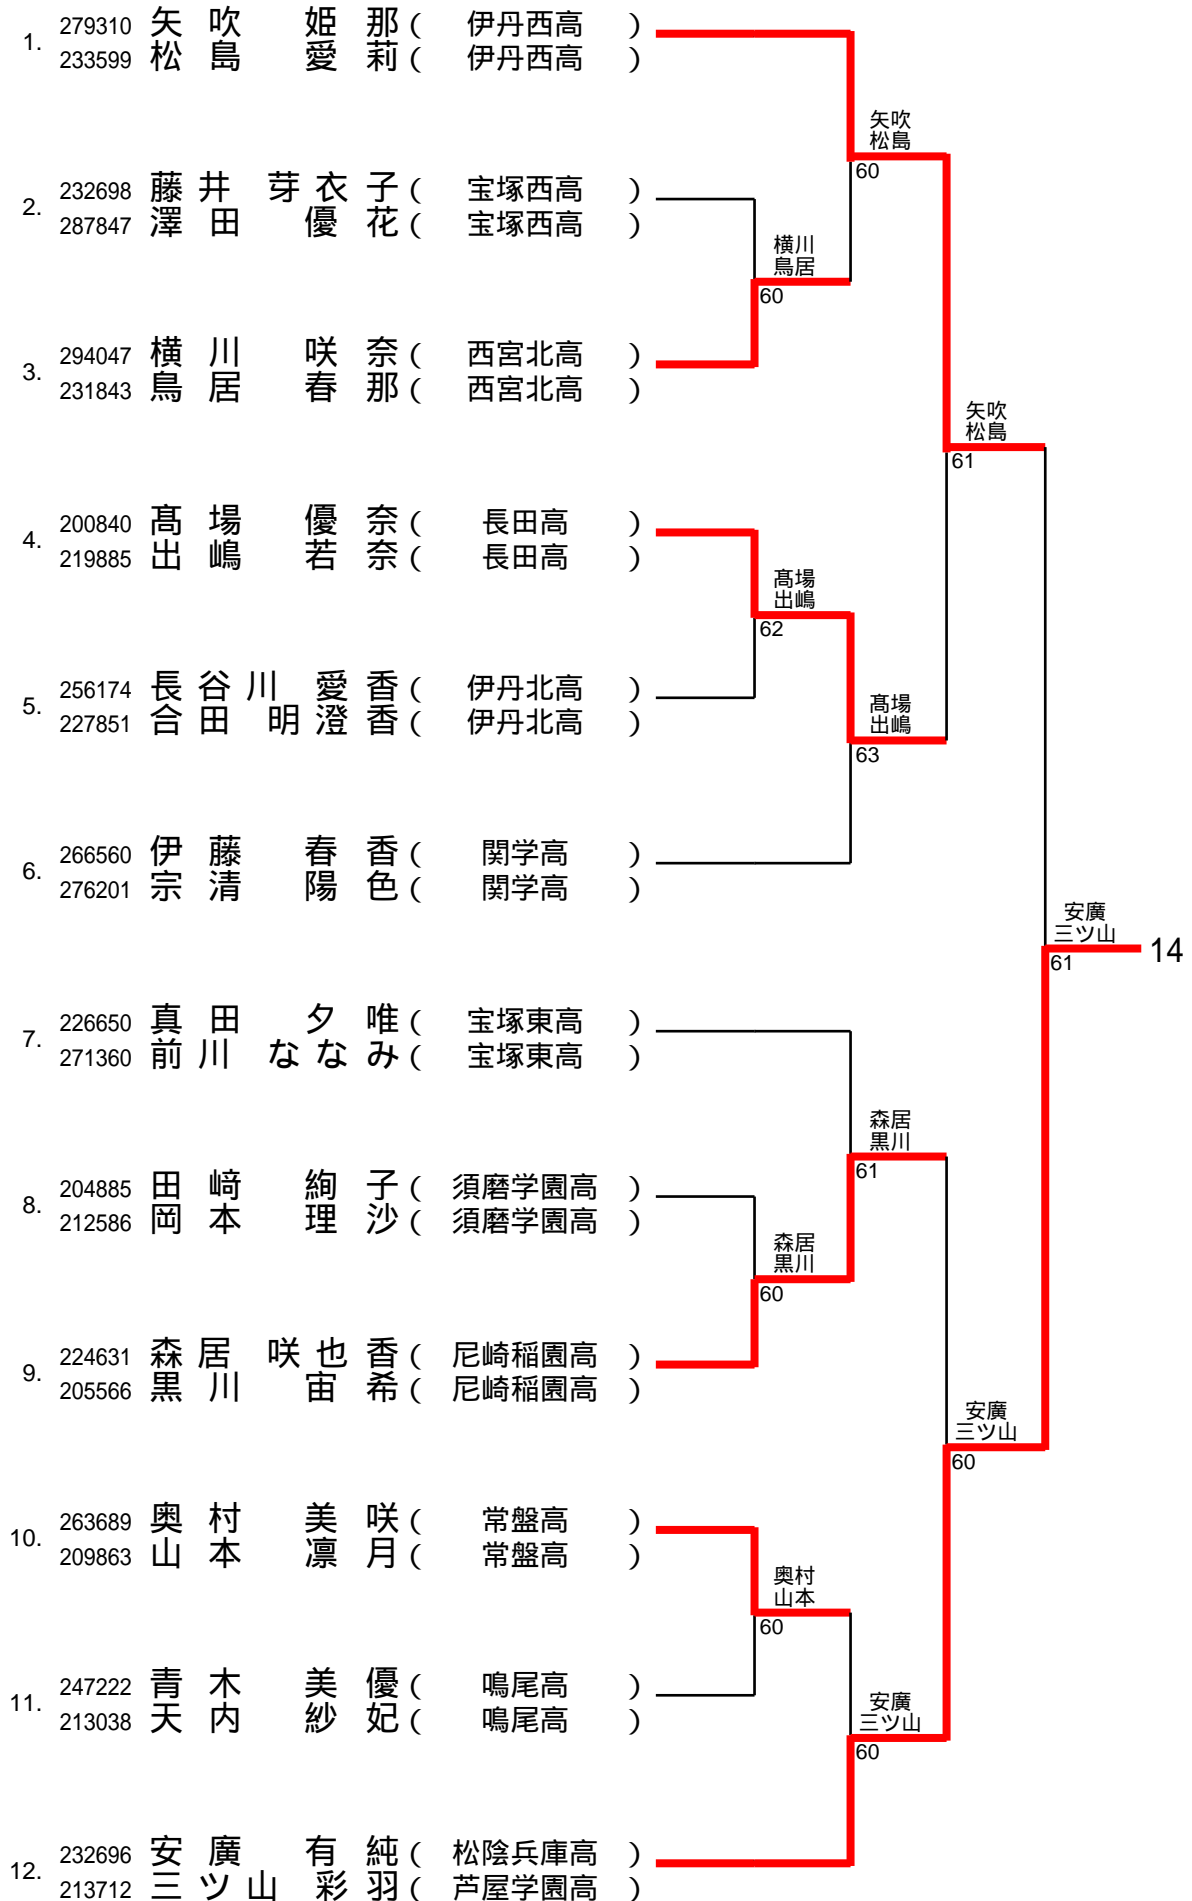 1. 279310 矢吹 姫那 ( 伊丹西高 )
233599 松島 愛莉 ( 伊丹西高 )
矢吹
松島
60
2. 232698 藤井 芽衣子 ( 宝塚西高 )
287847 澤田 優花 ( 宝塚西高 )
横川
鳥居
60
3. 294047 横川 咲奈 ( 西宮北高 )
231843 鳥居 春那 ( 西宮北高 )
矢吹
松島
61
4. 200840 髙場 優奈 ( 長田高 )
219885 出嶋 若奈 ( 長田高 )
髙場
出嶋
62
5. 256174 長谷川 愛香 ( 伊丹北高 )
227851 合田 明澄香 ( 伊丹北高 )
髙場
出嶋
63
6. 266560 伊藤 春香 ( 関学高 )
276201 宗清 陽色 ( 関学高 )
安廣
三ツ山
61
14
7. 226650 真田 夕唯 ( 宝塚東高 )
271360 前川 ななみ ( 宝塚東高 )
森居
黒川
61
8. 204885 田﨑 絢子 ( 須磨学園高 )
212586 岡本 理沙 ( 須磨学園高 )
森居
黒川
60
9. 224631 森居 咲也香 ( 尼崎稲園高 )
205566 黒川 宙希 ( 尼崎稲園高 )
安廣
三ツ山
60
10. 263689 奥村 美咲 ( 常盤高 )
209863 山本 凛月 ( 常盤高 )
奥村
山本
60
11. 247222 青木 美優 ( 鳴尾高 )
213038 天内 紗妃 ( 鳴尾高 )
安廣
三ツ山
60
12. 232696 安廣 有純 ( 松陰兵庫高 )
213712 三ツ山 彩羽 ( 芦屋学園高 )